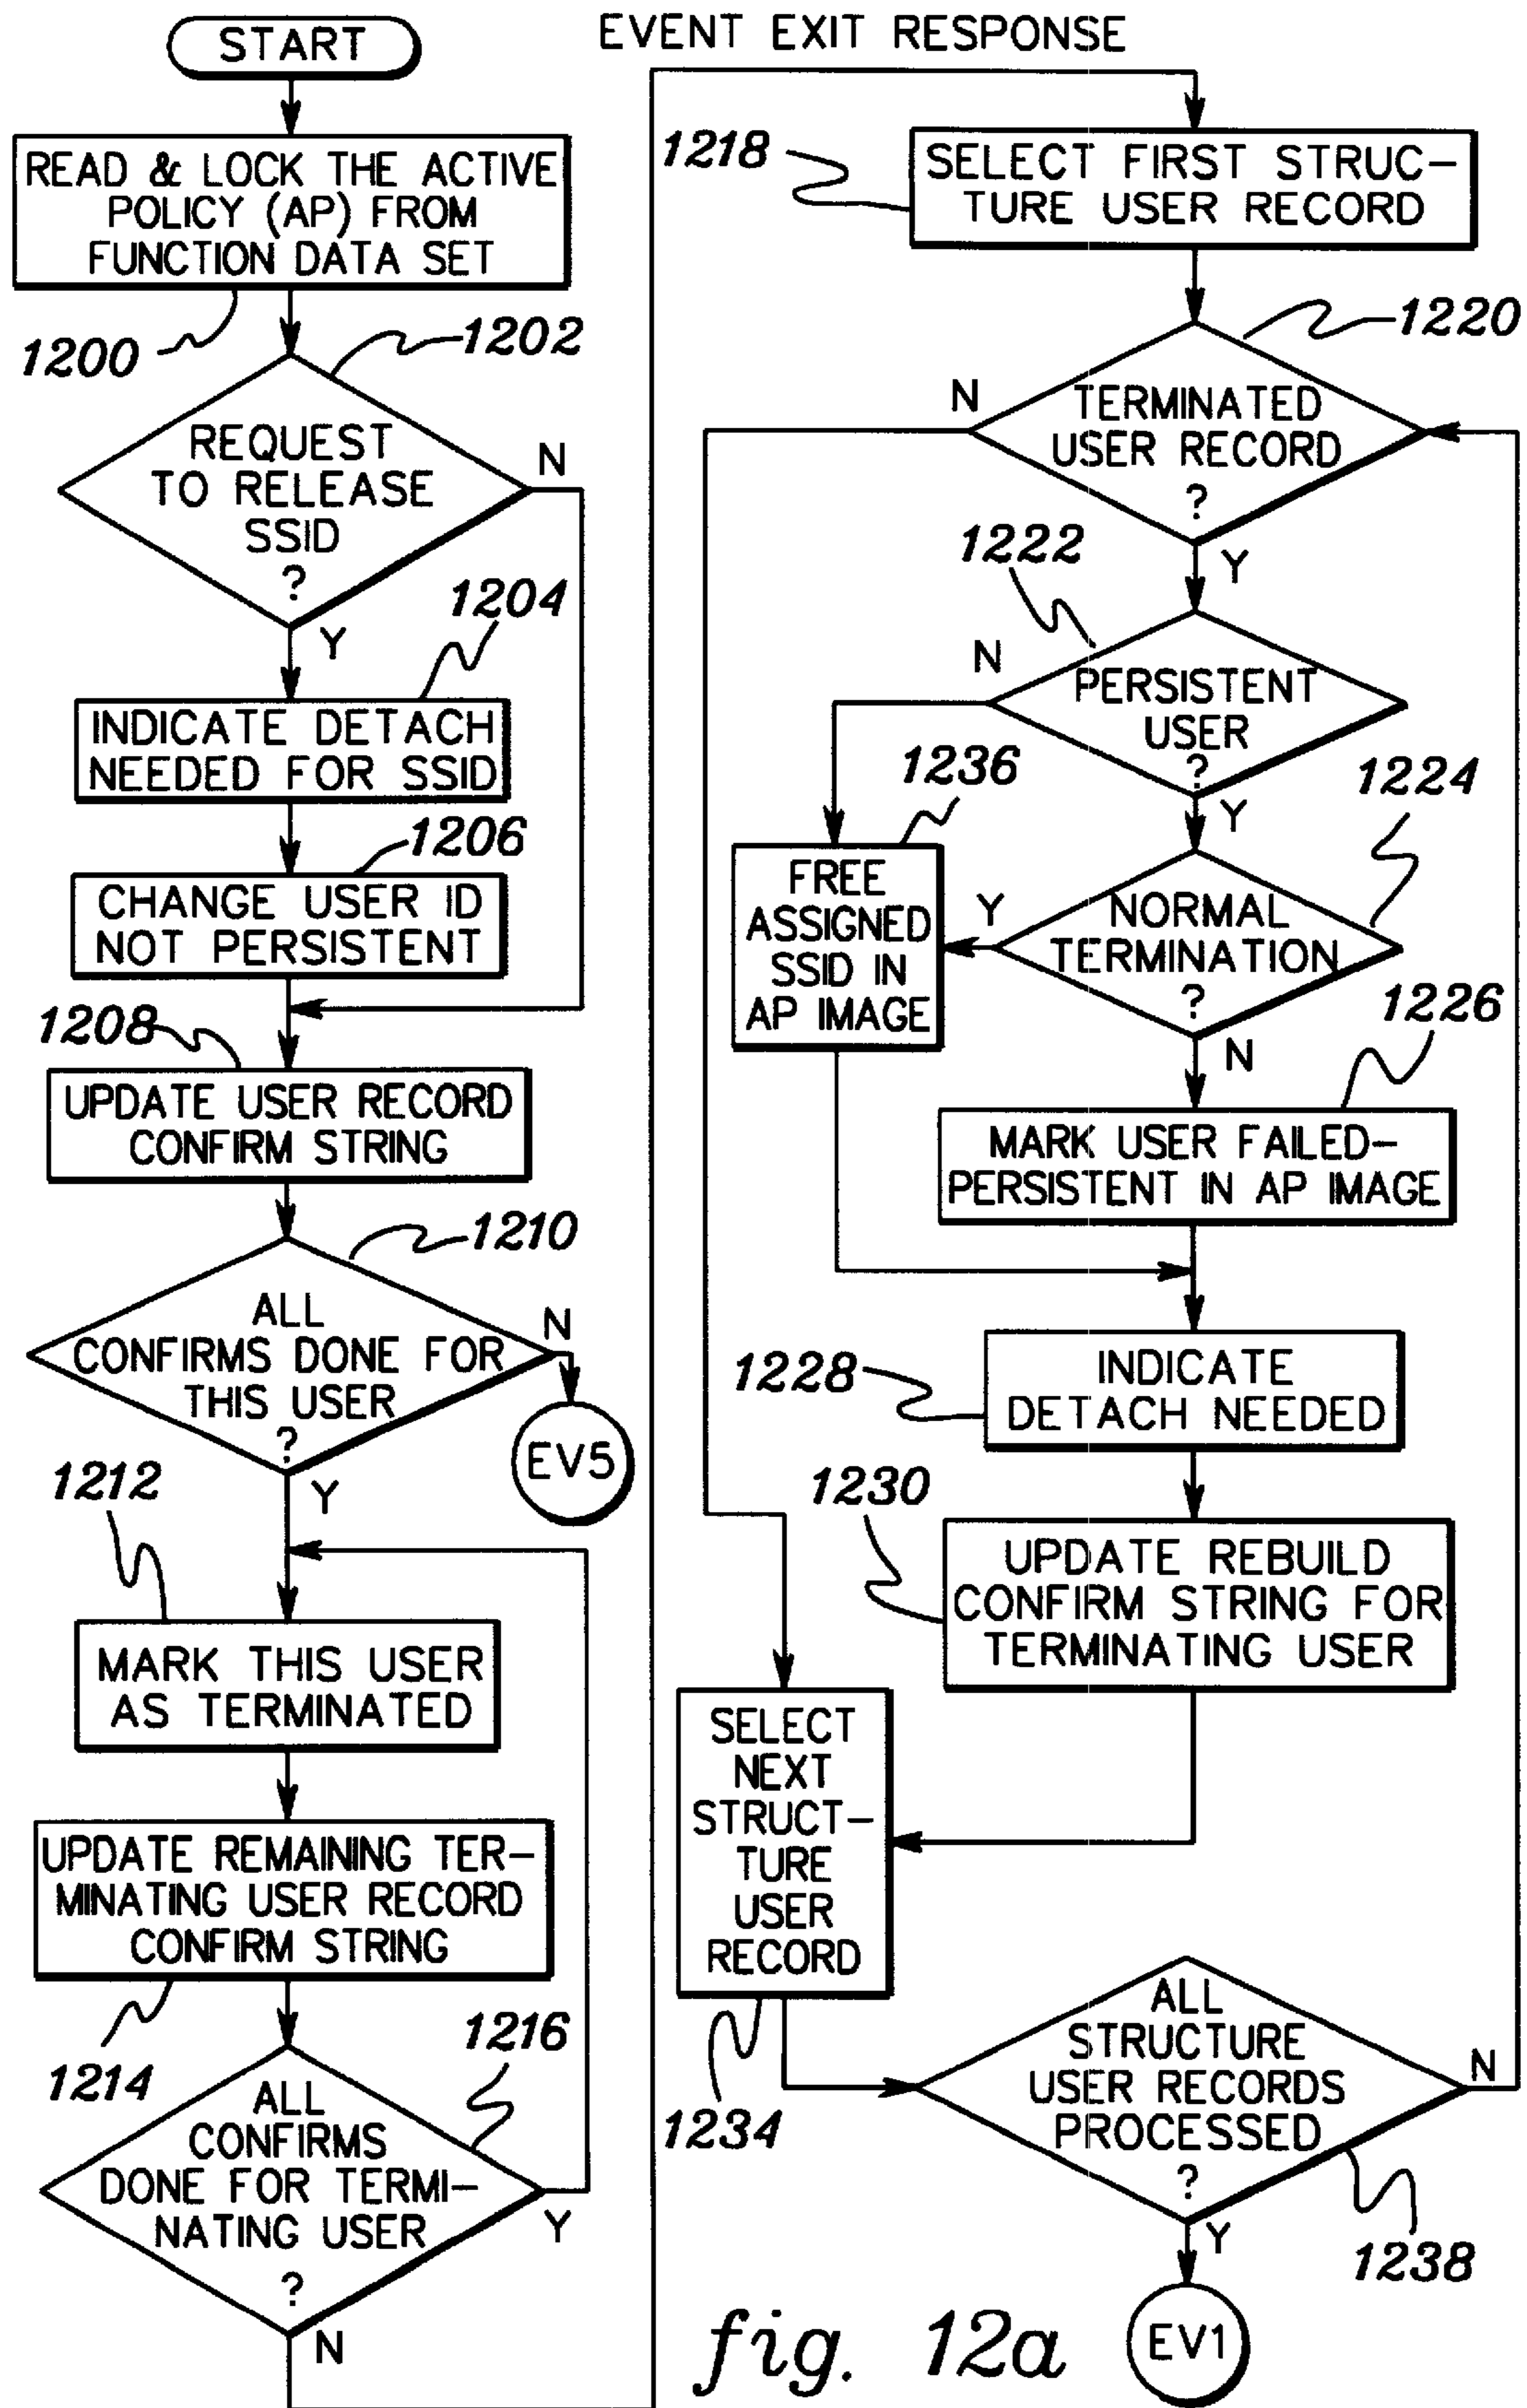 START
EVENT EXIT RESPONSE
READ & LOCK THE ACTIVE
POLICY (AP) FROM
FUNCTION DATA SET
1200
1202
REQUEST
TO RELEASE
SSID
?
N
Y
1204
INDICATE DETACH
NEEDED FOR SSID
1206
CHANGE USER ID
NOT PERSISTENT
1208
UPDATE USER RECORD
CONFIRM STRING
1210
ALL
CONFIRMS DONE FOR
THIS USER
?
N
EV5
Y
1212
MARK THIS USER
AS TERMINATED
UPDATE REMAINING TER-
MINATING USER RECORD
CONFIRM STRING
1214
1216
ALL
CONFIRMS
DONE FOR TERMI-
NATING USER
?
Y
N
1218
SELECT FIRST STRUC-
TURE USER RECORD
1220
N
TERMINATED
USER RECORD
?
Y
1222
N
PERSISTENT
USER
?
Y
1236
FREE
ASSIGNED
SSID IN
AP IMAGE
1224
Y
NORMAL
TERMINATION
?
N
1226
MARK USER FAILED-
PERSISTENT IN AP IMAGE
1228
INDICATE
DETACH NEEDED
1230
UPDATE REBUILD
CONFIRM STRING FOR
TERMINATING USER
SELECT
NEXT
STRUCT-
TURE
USER
RECORD
1234
ALL
STRUCTURE
USER RECORDS
PROCESSED
?
N
Y
1238
EV1
fig. 12a